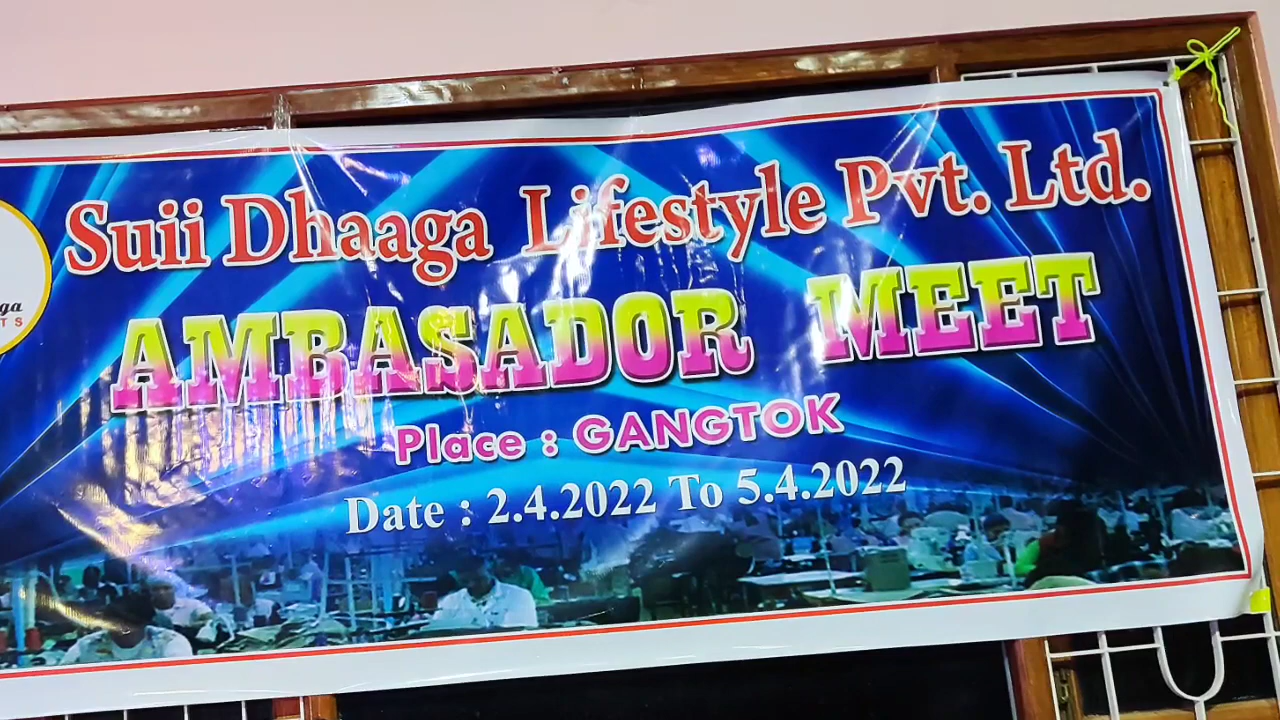 Suii Dhaaga Lifestyle Pvt. Ltd.
AMBASADOR MEET
Place : GANGTOK
Date : 2.4.2022 To 5.4.2022